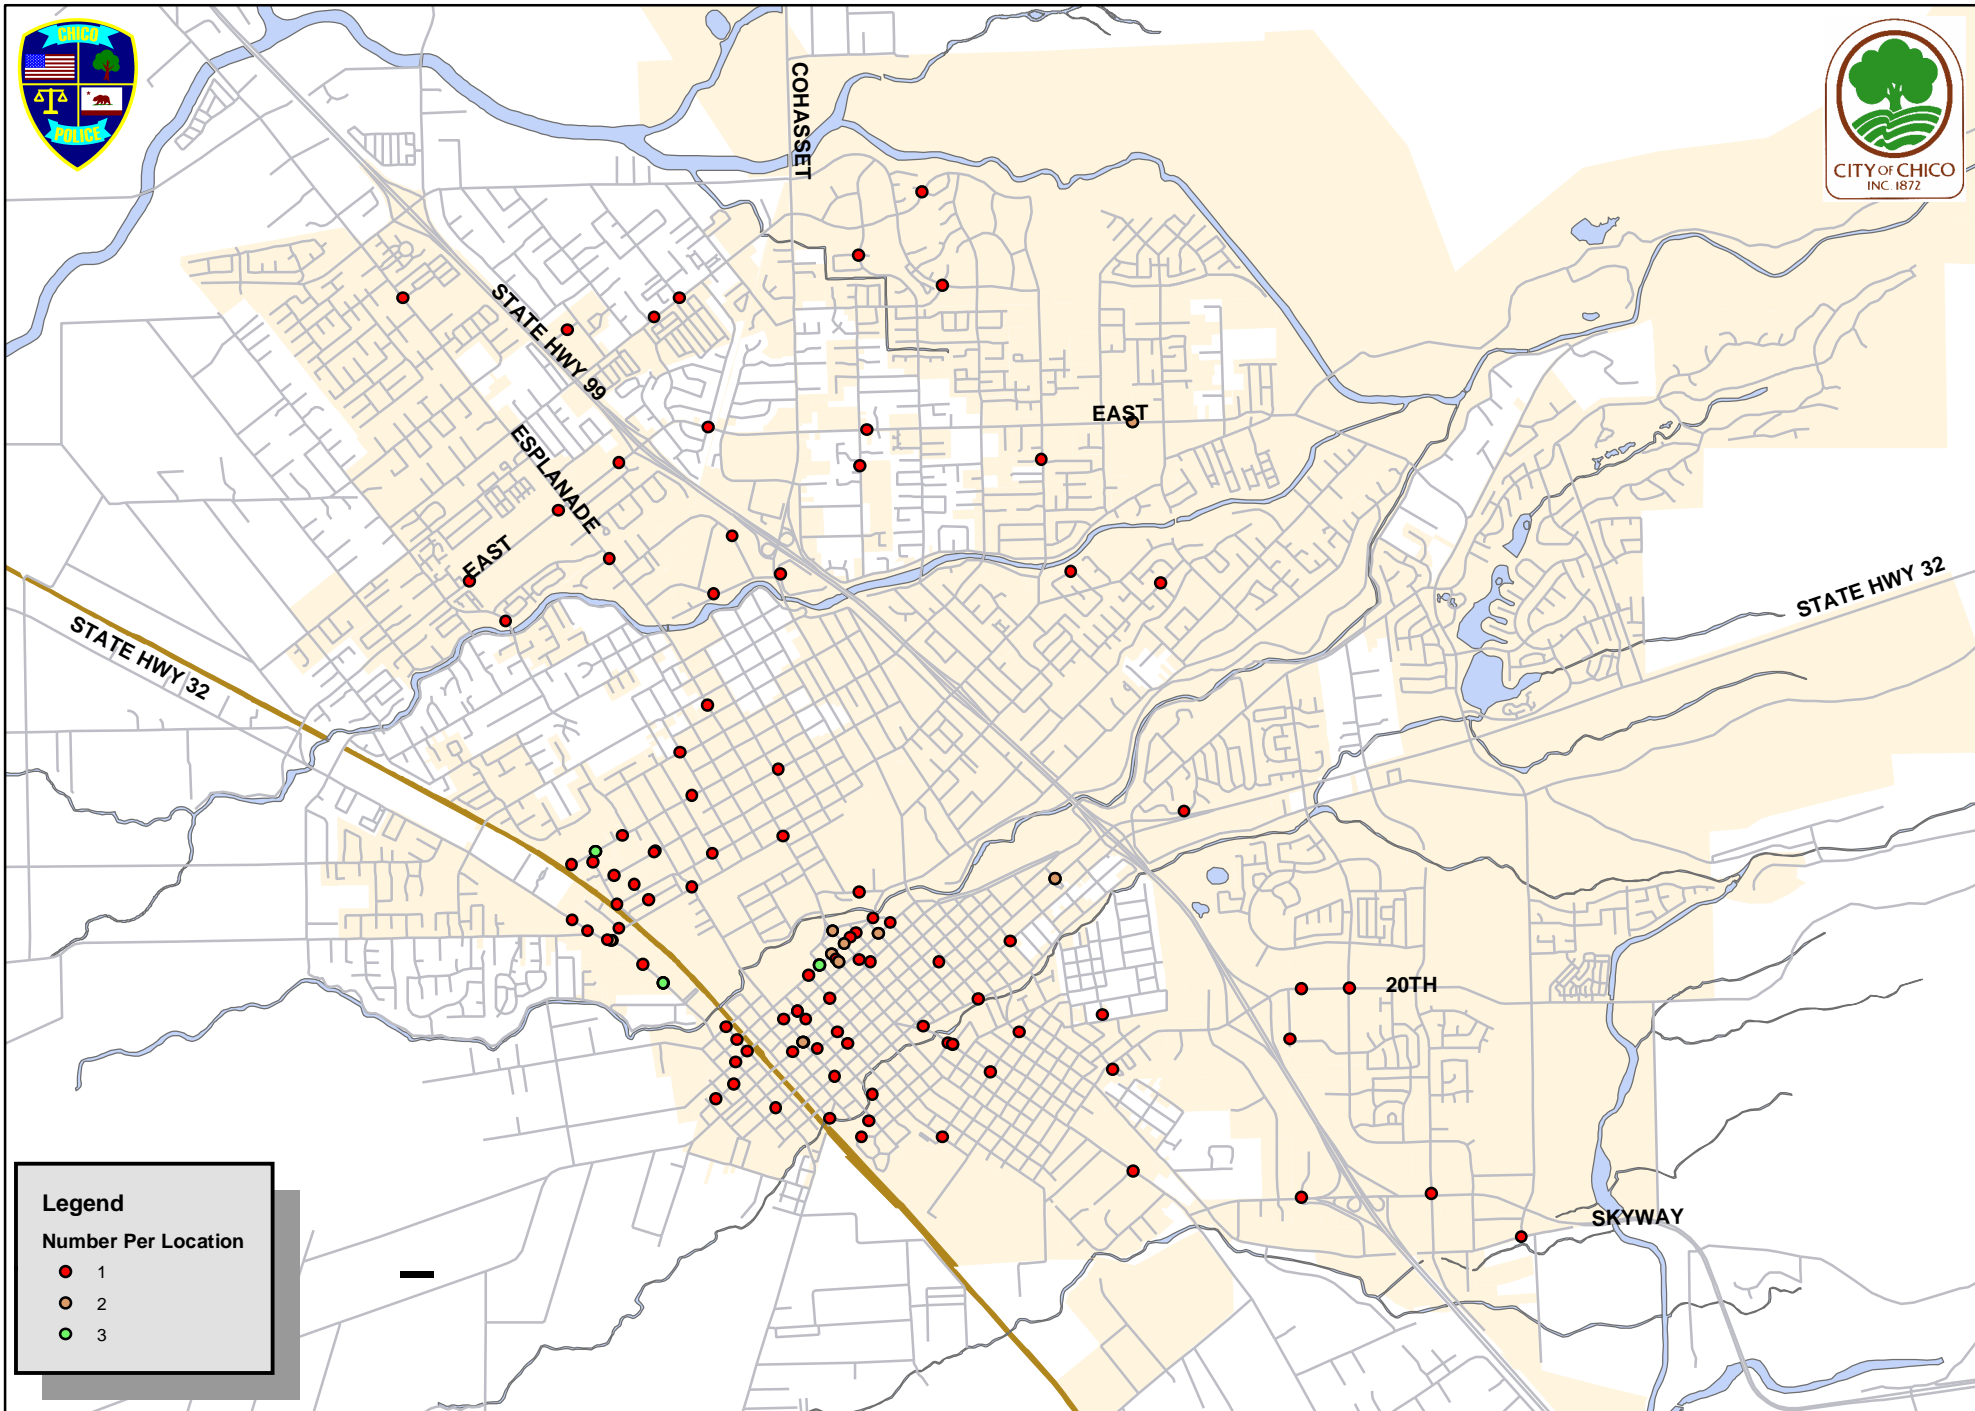 CHICO
POLICE
CITY OF CHICO
INC. 1872
COHASSET
STATE HWY 99
EAST
ESPLANADE
EAST
STATE HWY 32
STATE HWY 32
20TH
SKYWAY
Legend
Number Per Location
1
2
3